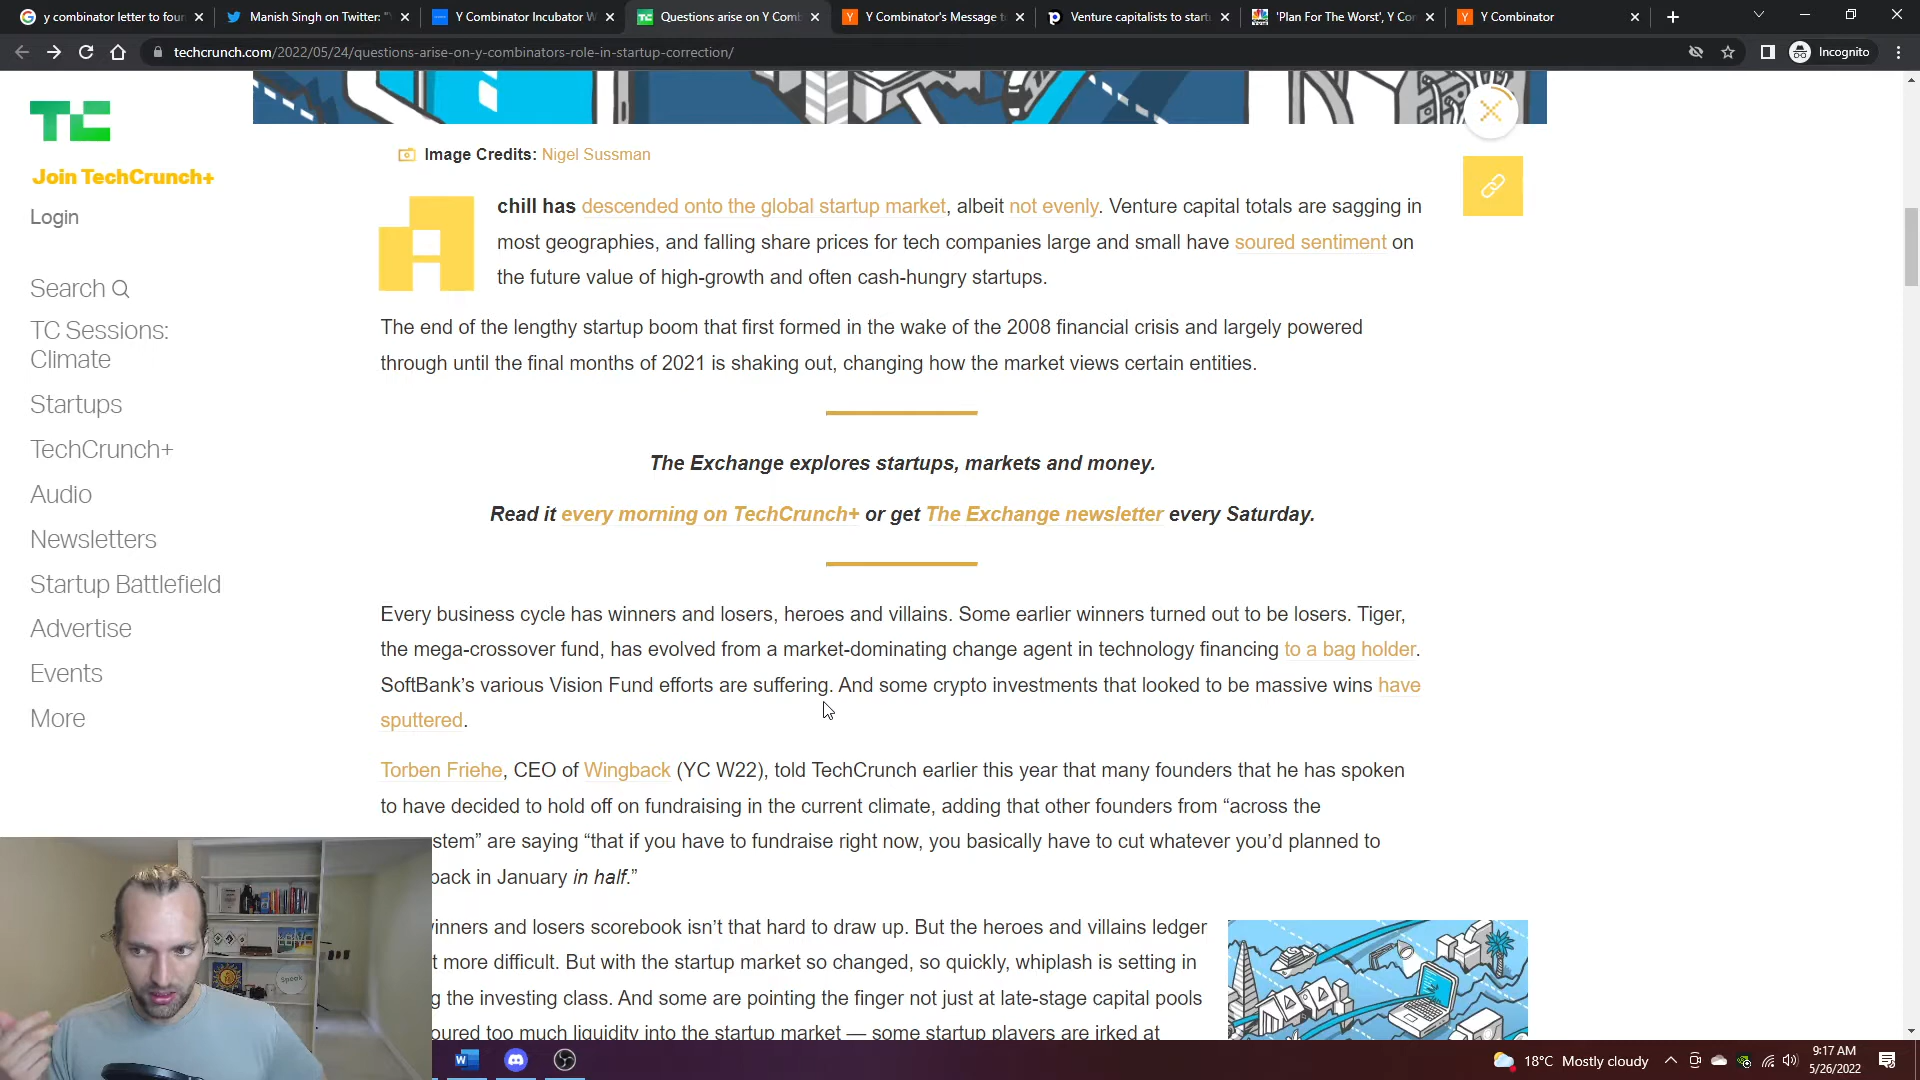 y combinator letter to four
Manish Singh on Twitter: "
Y Combinator Incubator W
TC
Questions arise on Y Comb
Y Combinator's Message t
Venture capitalists to start
'Plan For The Worst', Y Co
Y Combinator
techcrunch.com/2022/05/24/questions-arise-on-y-combinators-role-in-startup-correction/
Incognito
TC
Join TechCrunch+
Login
Search
TC Sessions:
Climate
Startups
TechCrunch+
Audio
Newsletters
Startup Battlefield
Advertise
Events
More
Image Credits: Nigel Sussman
A chill has descended onto the global startup market, albeit not evenly. Venture capital totals are sagging in
most geographies, and falling share prices for tech companies large and small have soured sentiment on
the future value of high-growth and often cash-hungry startups.
The end of the lengthy startup boom that first formed in the wake of the 2008 financial crisis and largely powered
through until the final months of 2021 is shaking out, changing how the market views certain entities.
The Exchange explores startups, markets and money.
Read it every morning on TechCrunch+ or get The Exchange newsletter every Saturday.
Every business cycle has winners and losers, heroes and villains. Some earlier winners turned out to be losers. Tiger,
the mega-crossover fund, has evolved from a market-dominating change agent in technology financing to a bag holder.
SoftBank's various Vision Fund efforts are suffering. And some crypto investments that looked to be massive wins have
sputtered.
Torben Friehe, CEO of Wingback (YC W22), told TechCrunch earlier this year that many founders that he has spoken
to have decided to hold off on fundraising in the current climate, adding that other founders from “across the
stem” are saying “that if you have to fundraise right now, you basically have to cut whatever you'd planned to
back in January in half.”
inners and losers scorebook isn't that hard to draw up. But the heroes and villains ledger
t more difficult. But with the startup market so changed, so quickly, whiplash is setting in
g the investing class. And some are pointing the finger not just at late-stage capital pools
oured too much liquidity into the startup market — some startup players are irked at
Speak
18°C Mostly cloudy
9:17 AM
5/26/2022